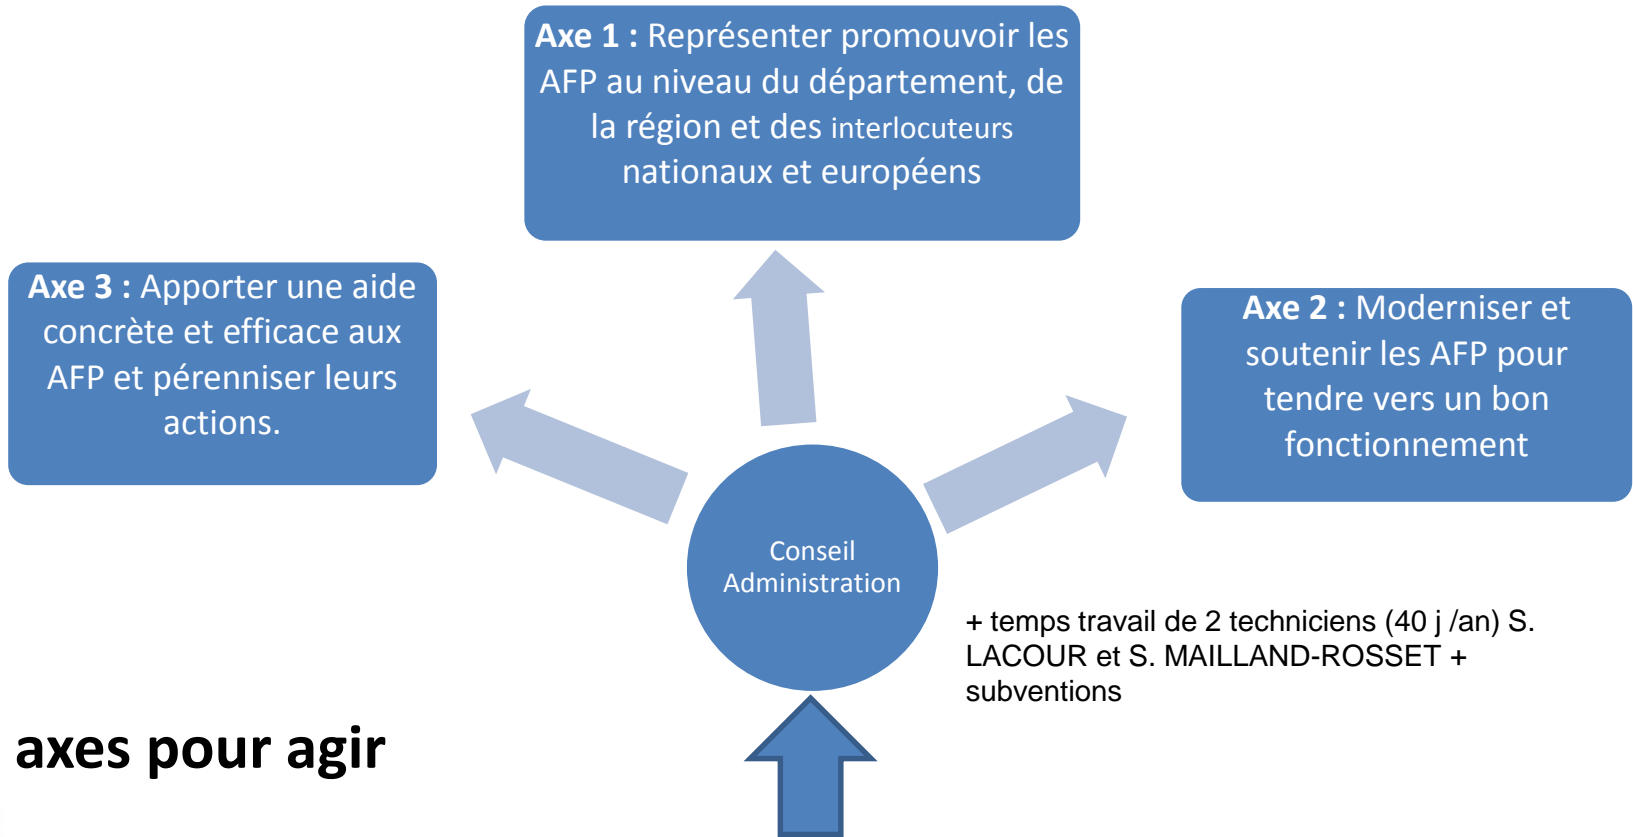 Axe 1 : Représenter promouvoir les
AFP au niveau du département, de
la région et des interlocuteurs
nationaux et européens
Axe 3 : Apporter une aide
concrète et efficace aux
AFP et pérenniser leurs
actions.
Axe 2 : Moderniser et
soutenir les AFP pour
tendre vers un bon
fonctionnement
Conseil
Administration
+ temps travail de 2 techniciens (40 j /an) S.
LACOUR et S. MAILLAND-ROSSET +
subventions
axes pour agir